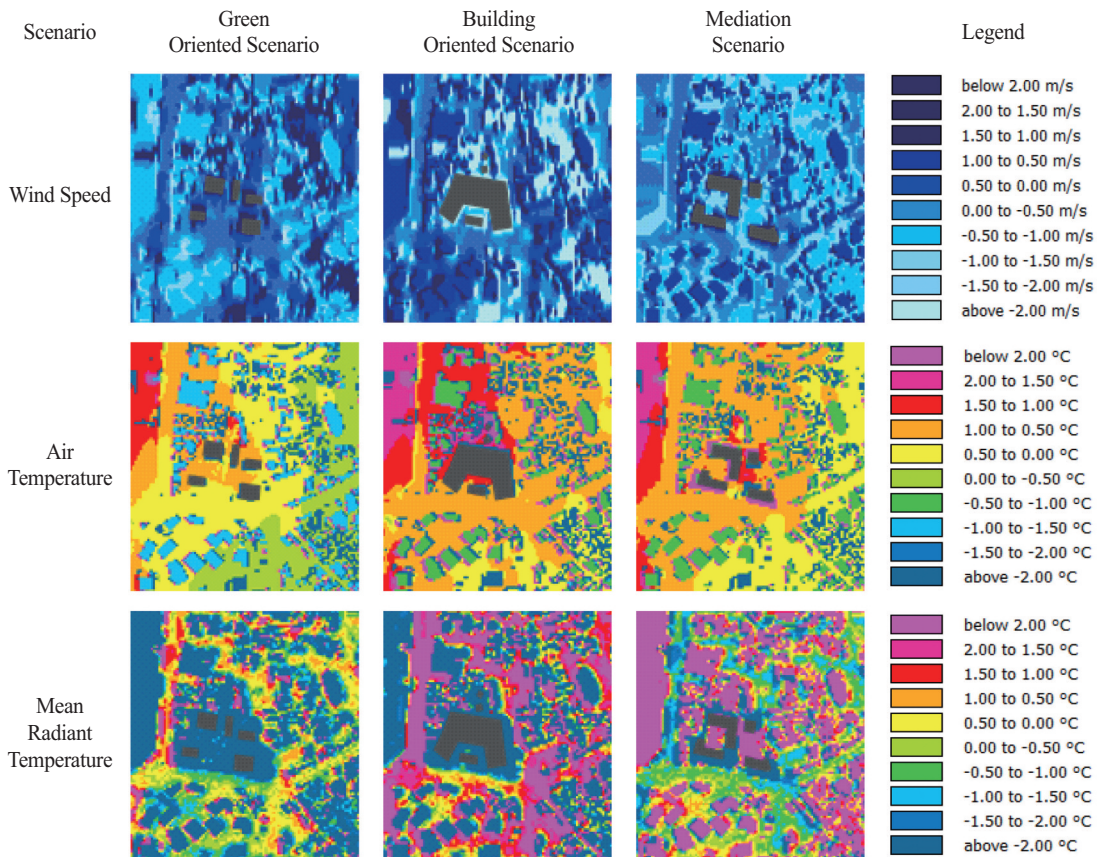 Scenario
Green
Oriented Scenario
Building
Oriented Scenario
Mediation
Scenario
Legend
Wind Speed
below 2.00 m/s
2.00 to 1.50 m/s
1.50 to 1.00 m/s
1.00 to 0.50 m/s
0.50 to 0.00 m/s
0.00 to -0.50 m/s
-0.50 to -1.00 m/s
-1.00 to -1.50 m/s
-1.50 to -2.00 m/s
above -2.00 m/s
Air
Temperature
below 2.00 °C
2.00 to 1.50 °C
1.50 to 1.00 °C
1.00 to 0.50 °C
0.50 to 0.00 °C
0.00 to -0.50 °C
-0.50 to -1.00 °C
-1.00 to -1.50 °C
-1.50 to -2.00 °C
above -2.00 °C
Mean
Radiant
Temperature
below 2.00 °C
2.00 to 1.50 °C
1.50 to 1.00 °C
1.00 to 0.50 °C
0.50 to 0.00 °C
0.00 to -0.50 °C
-0.50 to -1.00 °C
-1.00 to -1.50 °C
-1.50 to -2.00 °C
above -2.00 °C